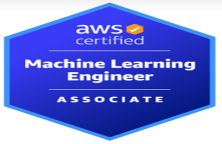 aws
certified
Machine Learning
Engineer
ASSOCIATE